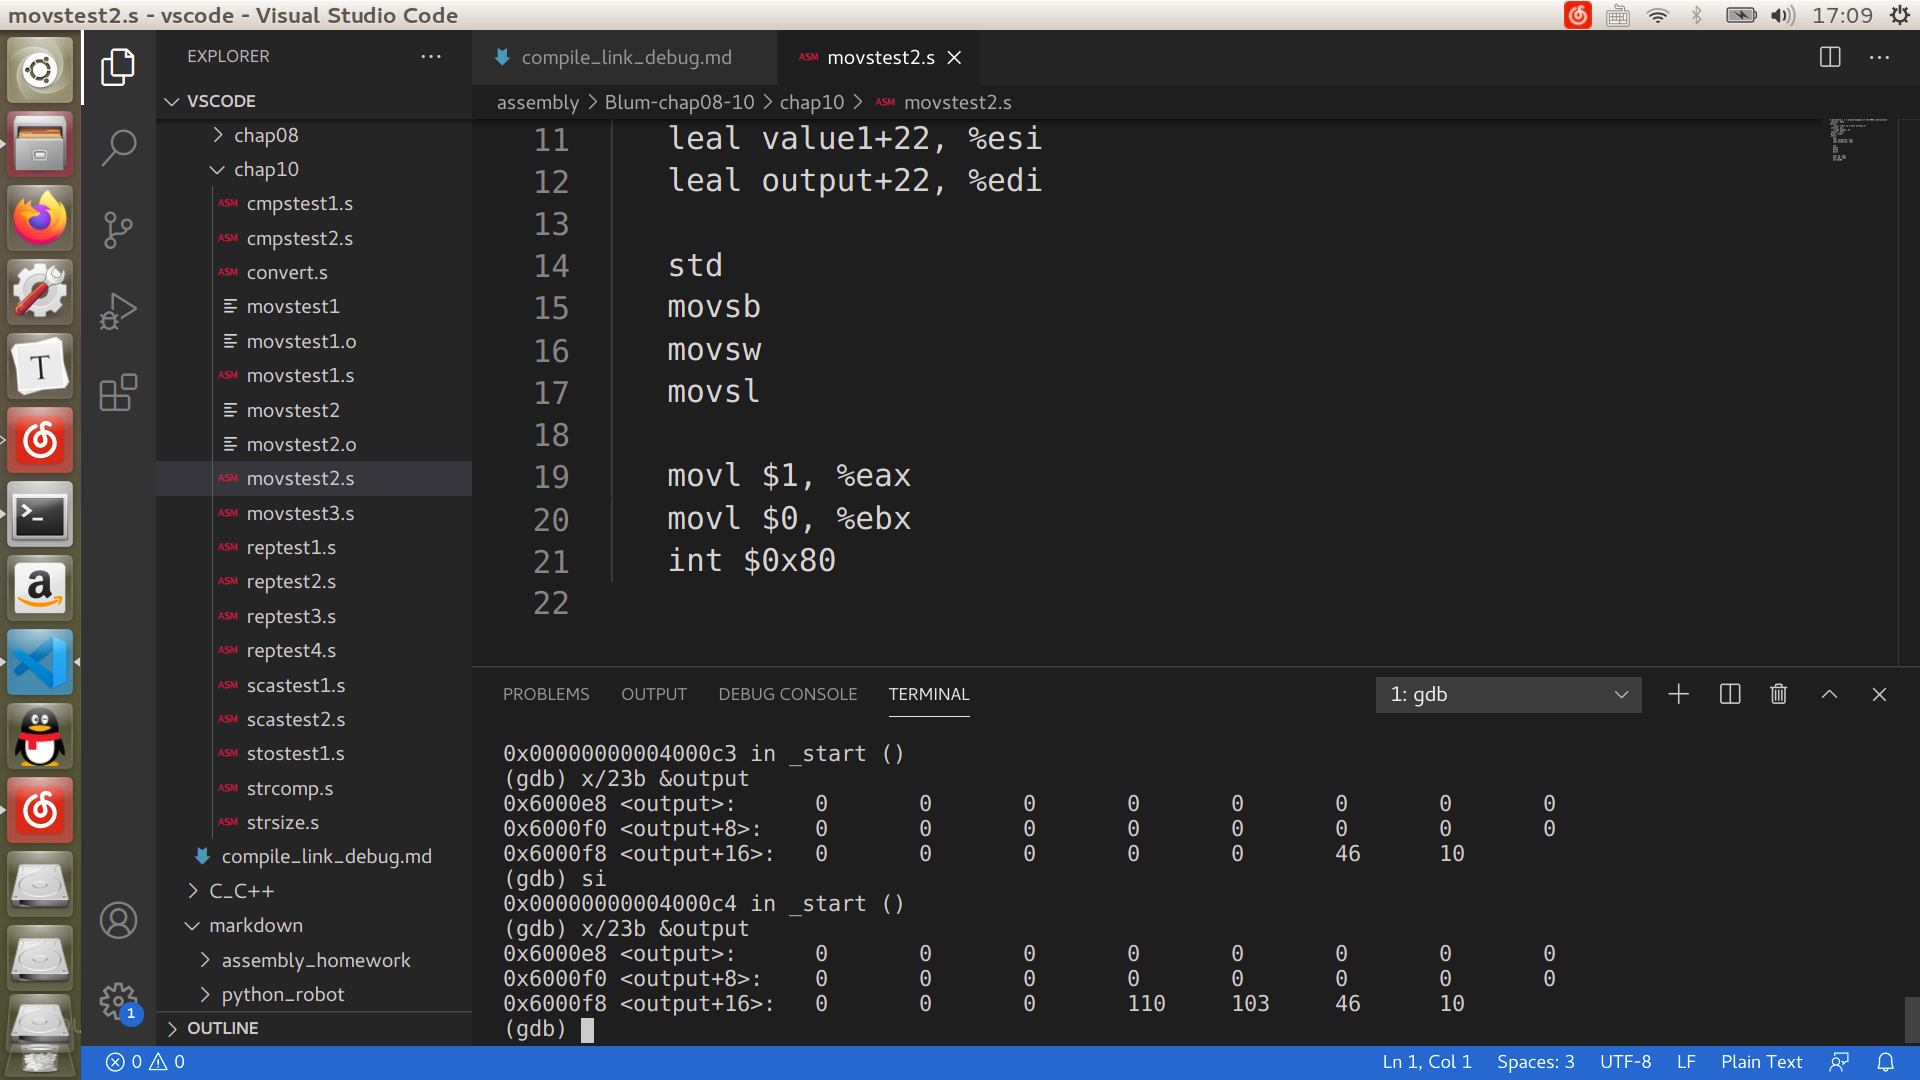 movstest2.s - vscode - Visual Studio Code
17:09
EXPLORER
compile_link_debug.md
ASM movstest2.s
VSCODE
assembly > Blum-chap08-10 > chap10 > ASM movstest2.s
chap08
chap10
ASM cmpstest1.s
ASM cmpstest2.s
ASM convert.s
movstest1
movstest1.o
ASM movstest1.s
movstest2
movstest2.o
ASM movstest2.s
ASM movstest3.s
ASM reptest1.s
ASM reptest2.s
ASM reptest3.s
ASM reptest4.s
ASM scastest1.s
ASM scastest2.s
ASM stostest1.s
ASM strcomp.s
ASM strsize.s
compile_link_debug.md
C_C++
markdown
assembly_homework
python_robot
OUTLINE
1
11 leal value1+22, %esi
12 leal output+22, %edi
13
14 std
15 movsb
16 movsw
17 movsl
18
19 movl $1, %eax
20 movl $0, %ebx
21 int $0x80
22
PROBLEMS OUTPUT DEBUG CONSOLE TERMINAL
1: gdb
0x00000000004000c3 in _start ()
(gdb) x/23b &output
0x6000e8 <output>: 0 0 0 0 0 0 0 0
0x6000f0 <output+8>: 0 0 0 0 0 0 0 0
0x6000f8 <output+16>: 0 0 0 0 0 46 10
(gdb) si
0x00000000004000c4 in _start ()
(gdb) x/23b &output
0x6000e8 <output>: 0 0 0 0 0 0 0 0
0x6000f0 <output+8>: 0 0 0 0 0 0 0 0
0x6000f8 <output+16>: 0 0 0 110 103 46 10
(gdb)
0 0
Ln 1, Col 1 Spaces: 3 UTF-8 LF Plain Text